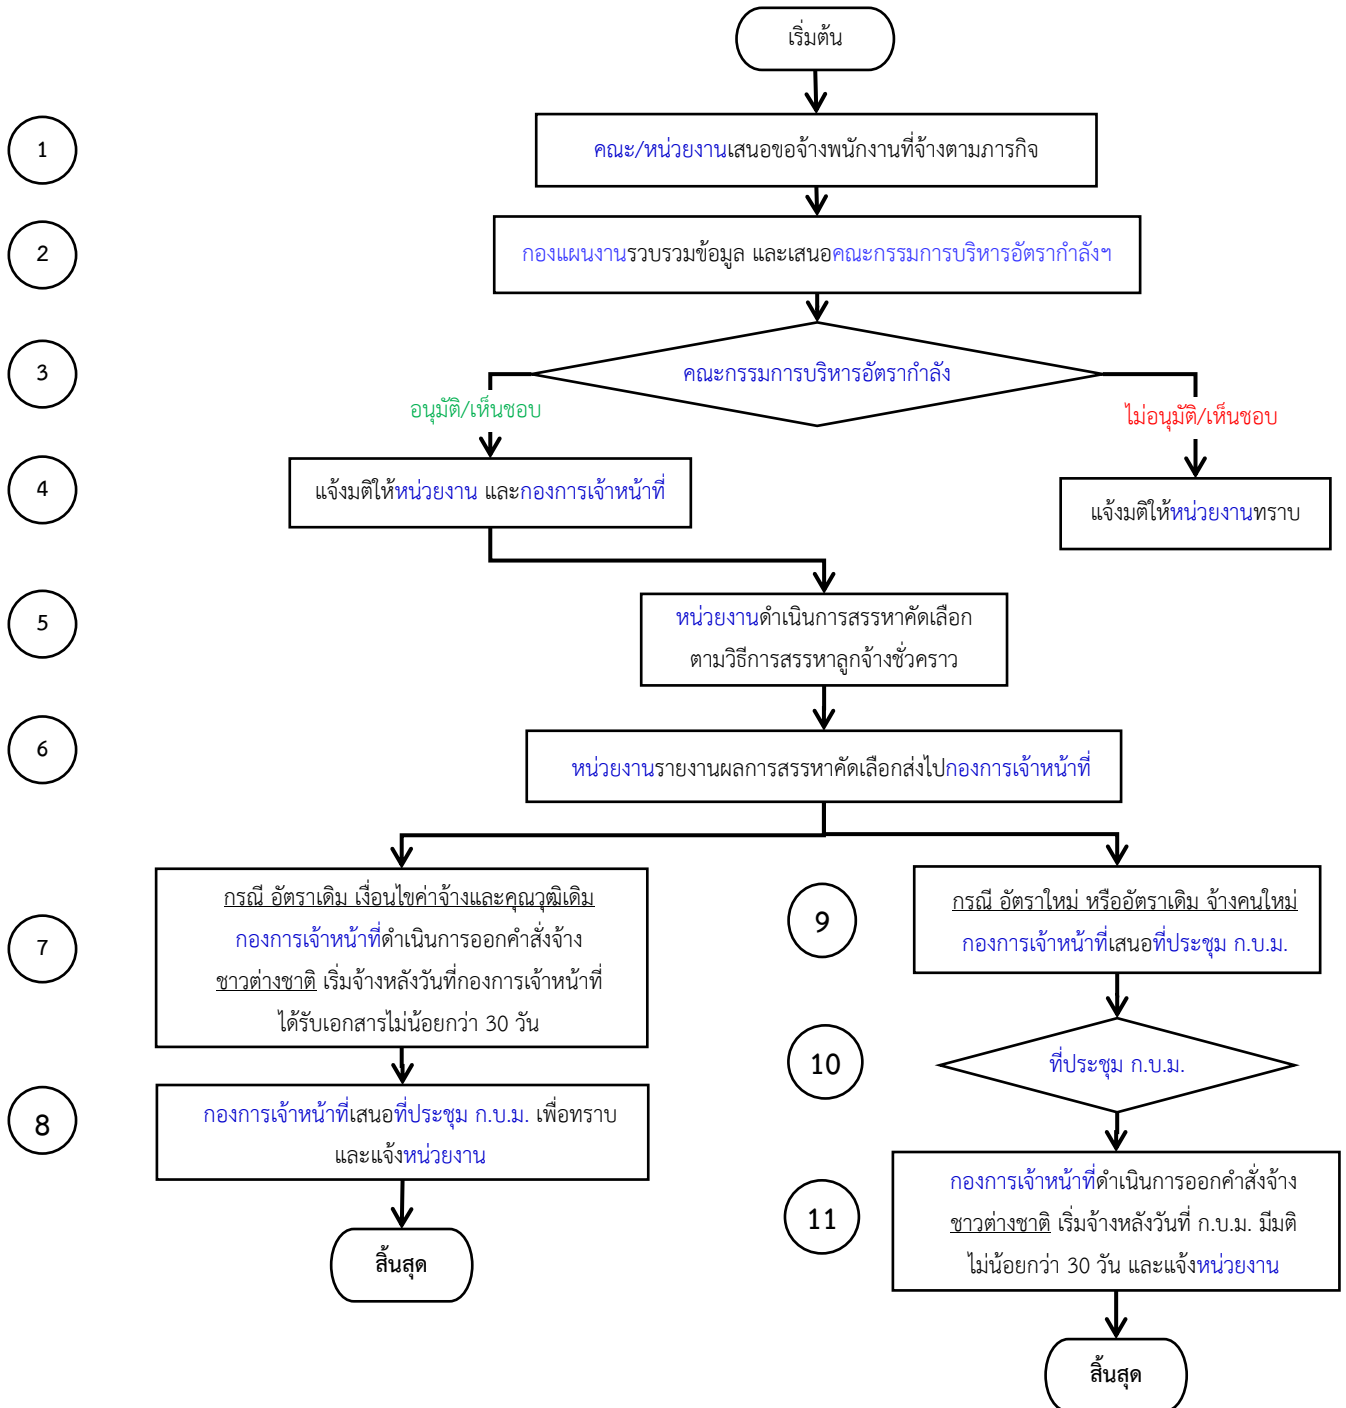 เริ่มต้น
1
คณะ/หน่วยงานเสนอขอจ้างพนักงานที่จ้างตามภารกิจ
2
กองแผนงานรวบรวมข้อมูล และเสนอคณะกรรมการบริหารอัตรากำลังฯ
3
คณะกรรมการบริหารอัตรากำลัง
อนุมัติ/เห็นชอบ
ไม่อนุมัติ/เห็นชอบ
4
แจ้งมติให้หน่วยงาน และกองการเจ้าหน้าที่
แจ้งมติให้หน่วยงานทราบ
5
หน่วยงานดำเนินการสรรหาคัดเลือก
ตามวิธีการสรรหาลูกจ้างชั่วคราว
6
หน่วยงานรายงานผลการสรรหาคัดเลือกส่งไปกองการเจ้าหน้าที่
7
กรณี อัตราเดิม เงื่อนไขค่าจ้างและคุณวุฒิเดิม
กองการเจ้าหน้าที่ดำเนินการออกคำสั่งจ้าง
ชาวต่างชาติ เริ่มจ้างหลังวันที่กองการเจ้าหน้าที่
ได้รับเอกสารไม่น้อยกว่า 30 วัน
8
กองการเจ้าหน้าที่เสนอที่ประชุม ก.บ.ม. เพื่อทราบ
และแจ้งหน่วยงาน
สิ้นสุด
9
กรณี อัตราใหม่ หรืออัตราเดิม จ้างคนใหม่
กองการเจ้าหน้าที่เสนอที่ประชุม ก.บ.ม.
10
ที่ประชุม ก.บ.ม.
11
กองการเจ้าหน้าที่ดำเนินการออกคำสั่งจ้าง
ชาวต่างชาติ เริ่มจ้างหลังวันที่ ก.บ.ม. มีมติ
ไม่น้อยกว่า 30 วัน และแจ้งหน่วยงาน
สิ้นสุด